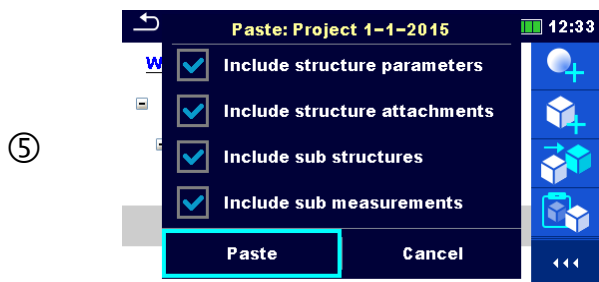 Paste: Project 1-1-2015 12:33
W
Include structure parameters
Include structure attachments
⑤
Include sub structures
Include sub measurements
Paste Cancel